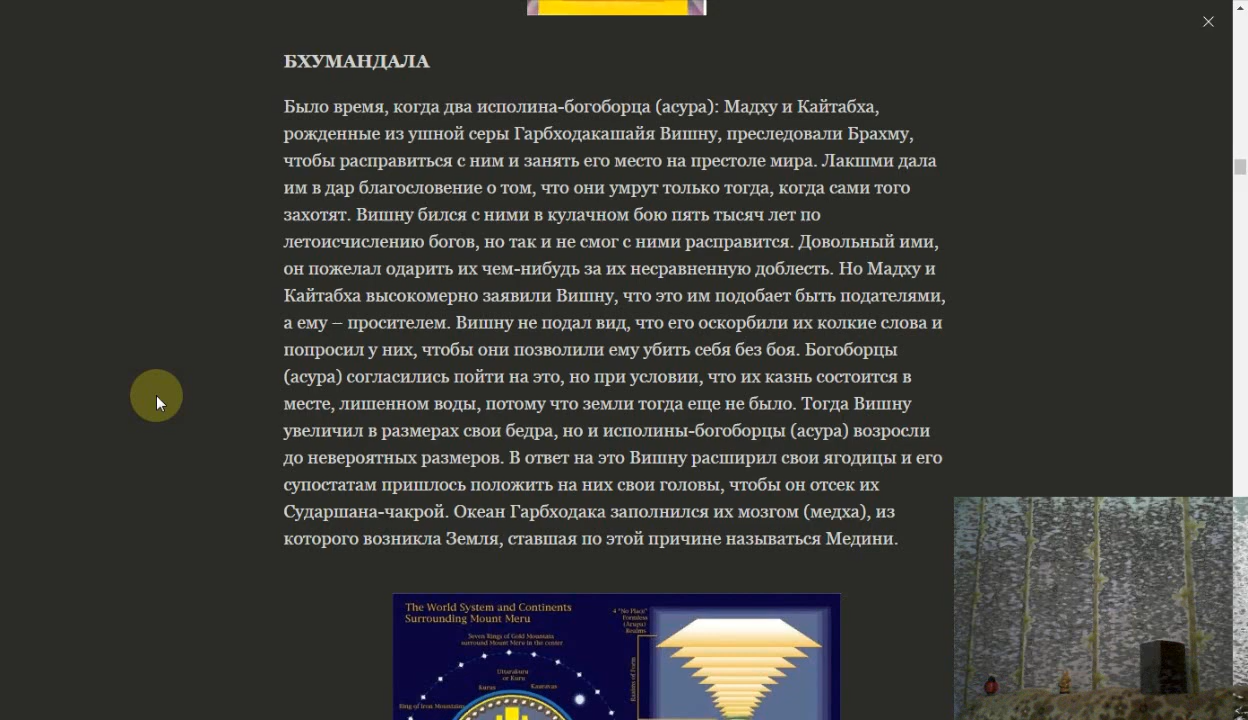 БХУМАНДАЛА
Было время, когда два исполина-богоборца (асура): Мадху и Кайтабха,
рожденные из ушной серы Гарбходакашайя Вишну, преследовали Брахму,
чтобы расправиться с ним и занять его место на престоле мира. Лакшми дала
им в дар благословение о том, что они умрут только тогда, когда сами того
захотят. Вишну бился с ними в кулачном бою пять тысяч лет по
летоисчислению богов, но так и не смог с ними расправится. Довольный ими,
он пожелал одарить их чем-нибудь за их несравненную доблесть. Но Мадху и
Кайтабха высокомерно заявили Вишну, что это им подобает быть подателями,
а ему – просителем. Вишну не подал вид, что его оскорбили их колкие слова и
попросил у них, чтобы они позволили ему убить себя без боя. Богоборцы
(асура) согласились пойти на это, но при условии, что их казнь состоится в
месте, лишенном воды, потому что земли тогда еще не было. Тогда Вишну
увеличил в размерах свои бедра, но и исполины-богоборцы (асура) возросли
до невероятных размеров. В ответ на это Вишну расширил свои ягодицы и его
супостатам пришлось положить на них свои головы, чтобы он отсек их
Сударшана-чакрой. Океан Гарбходака заполнился их мозгом (медха), из
которого возникла Земля, ставшая по этой причине называться Медини.
The World System and Continents
Surrounding Mount Meru
Seven Rings of Gold Mountain
surround Mount Meru in the center
Uttarakuru
or Kuru
Kurus
Kauravas
Ring of Iron Mountains
4 "No Place"
Formless
(Arupa)
Realms
Realms of Form